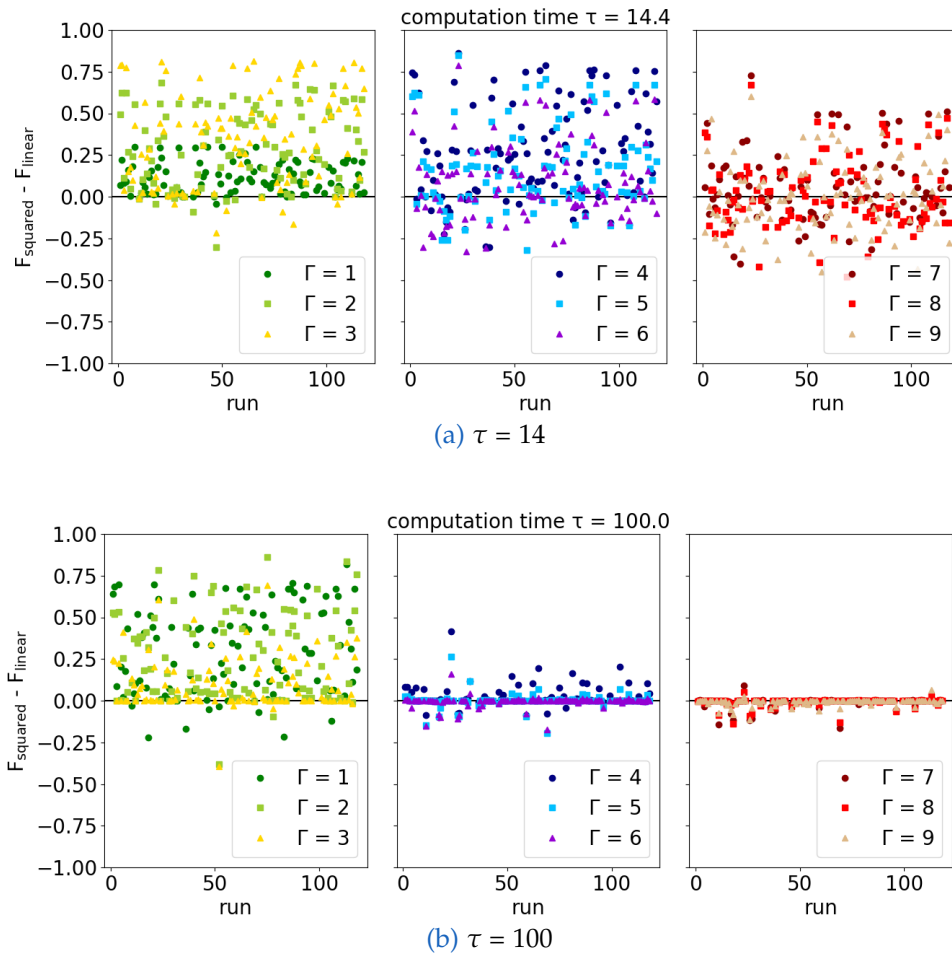 computation time τ = 14.4
1.00
0.75
0.50
0.25
0.00
−0.25
−0.50
−0.75
−1.00
F_squared - F_linear
Γ = 1
Γ = 2
Γ = 3
Γ = 4
Γ = 5
Γ = 6
Γ = 7
Γ = 8
Γ = 9
0 50 100 0 50 100 0 50 100
run run run
(a) τ = 14
computation time τ = 100.0
1.00
0.75
0.50
0.25
0.00
−0.25
−0.50
−0.75
−1.00
F_squared - F_linear
Γ = 1
Γ = 2
Γ = 3
Γ = 4
Γ = 5
Γ = 6
Γ = 7
Γ = 8
Γ = 9
0 50 100 0 50 100 0 50 100
run run run
(b) τ = 100